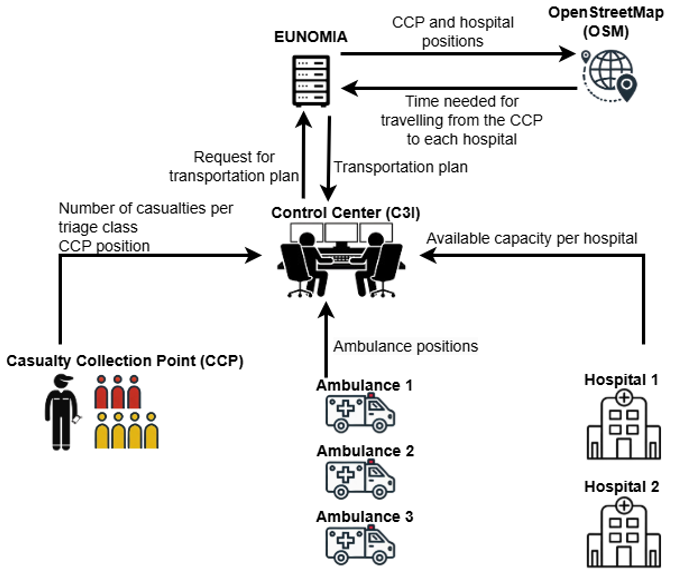 OpenStreetMap
(OSM)
CCP and hospital
positions
EUNOMIA
Time needed for
travelling from the CCP
to each hospital
Request for
transportation plan
Transportation plan
Number of casualties per
triage class
CCP position
Control Center (C3I)
Available capacity per hospital
Ambulance positions
Casualty Collection Point (CCP)
Ambulance 1
Hospital 1
Ambulance 2
Hospital 2
Ambulance 3